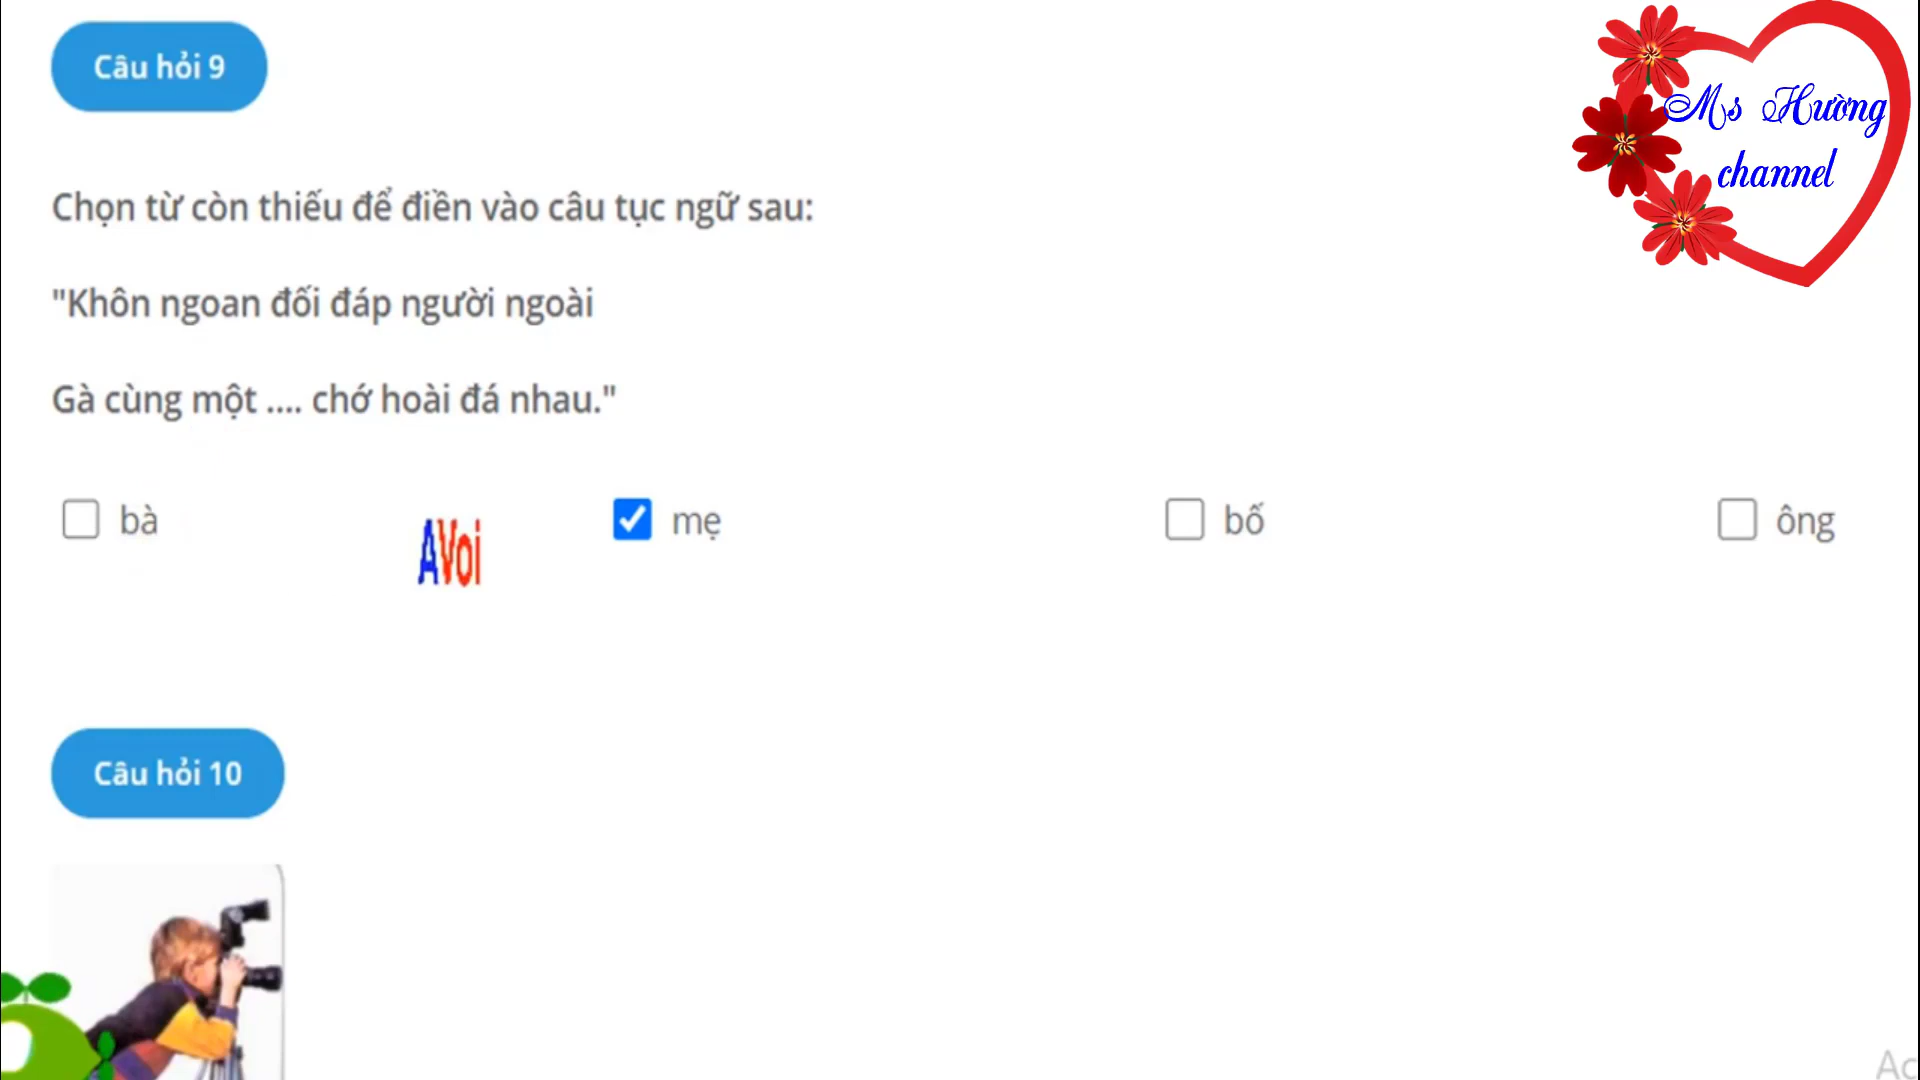 Câu hỏi 9
Ms Hường
channel
Chọn từ còn thiếu để điền vào câu tục ngữ sau:
"Khôn ngoan đối đáp người ngoài
Gà cùng một .... chớ hoài đá nhau."
bà
mẹ
bố
ông
AVoi
Câu hỏi 10
Ac